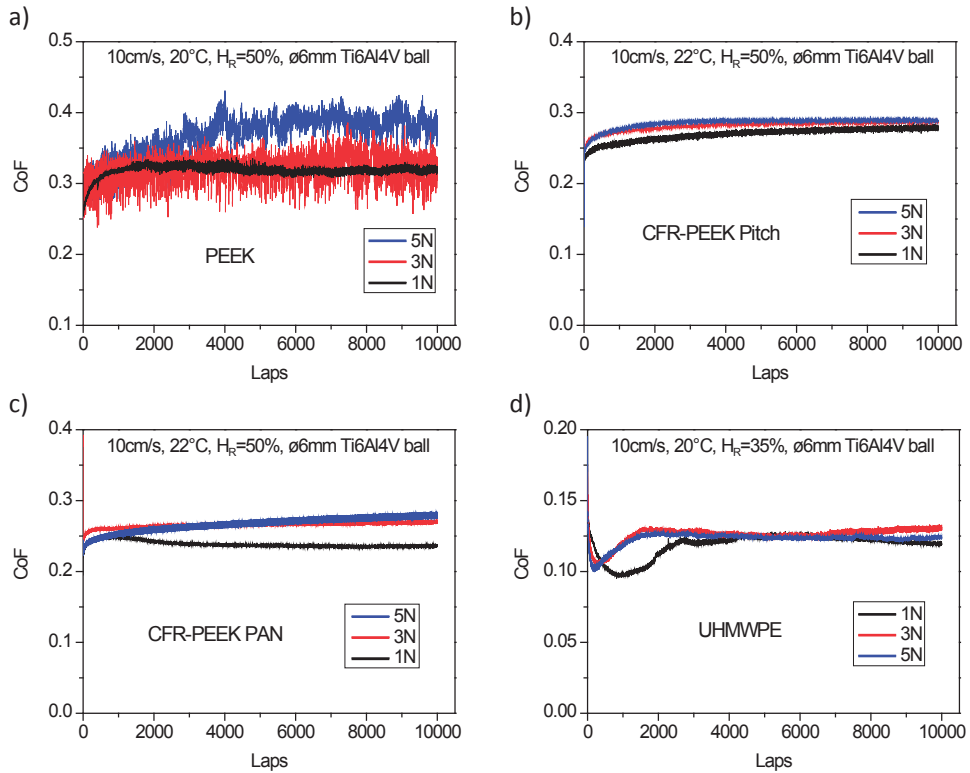 a)
10cm/s, 20°C, H_R=50%, ø6mm Ti6Al4V ball
0.5
0.4
0.3
0.2
0.1
CoF
PEEK
5N
3N
1N
0 2000 4000 6000 8000 10000
Laps
b)
10cm/s, 22°C, H_R=50%, ø6mm Ti6Al4V ball
0.4
0.3
0.2
0.1
0.0
CoF
CFR-PEEK Pitch
5N
3N
1N
0 2000 4000 6000 8000 10000
Laps
c)
10cm/s, 22°C, H_R=50%, ø6mm Ti6Al4V ball
0.4
0.3
0.2
0.1
0.0
CoF
CFR-PEEK PAN
5N
3N
1N
0 2000 4000 6000 8000 10000
Laps
d)
10cm/s, 20°C, H_R=35%, ø6mm Ti6Al4V ball
0.20
0.15
0.10
0.05
0.00
CoF
UHMWPE
1N
3N
5N
0 2000 4000 6000 8000 10000
Laps